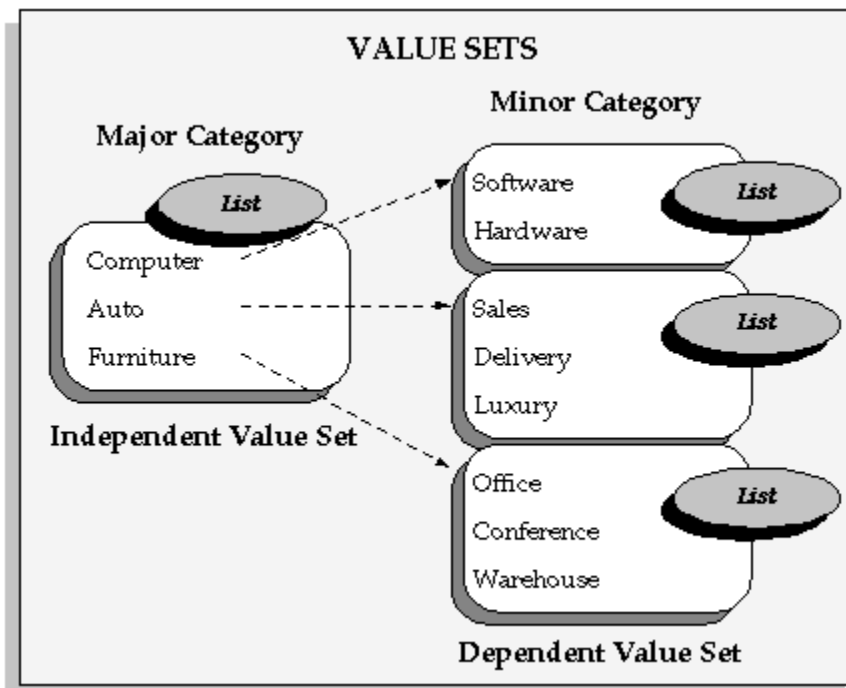 VALUE SETS
Major Category
List
Computer
Auto
Furniture
Independent Value Set
Minor Category
Software
Hardware
List
Sales
Delivery
Luxury
List
Office
Conference
Warehouse
List
Dependent Value Set